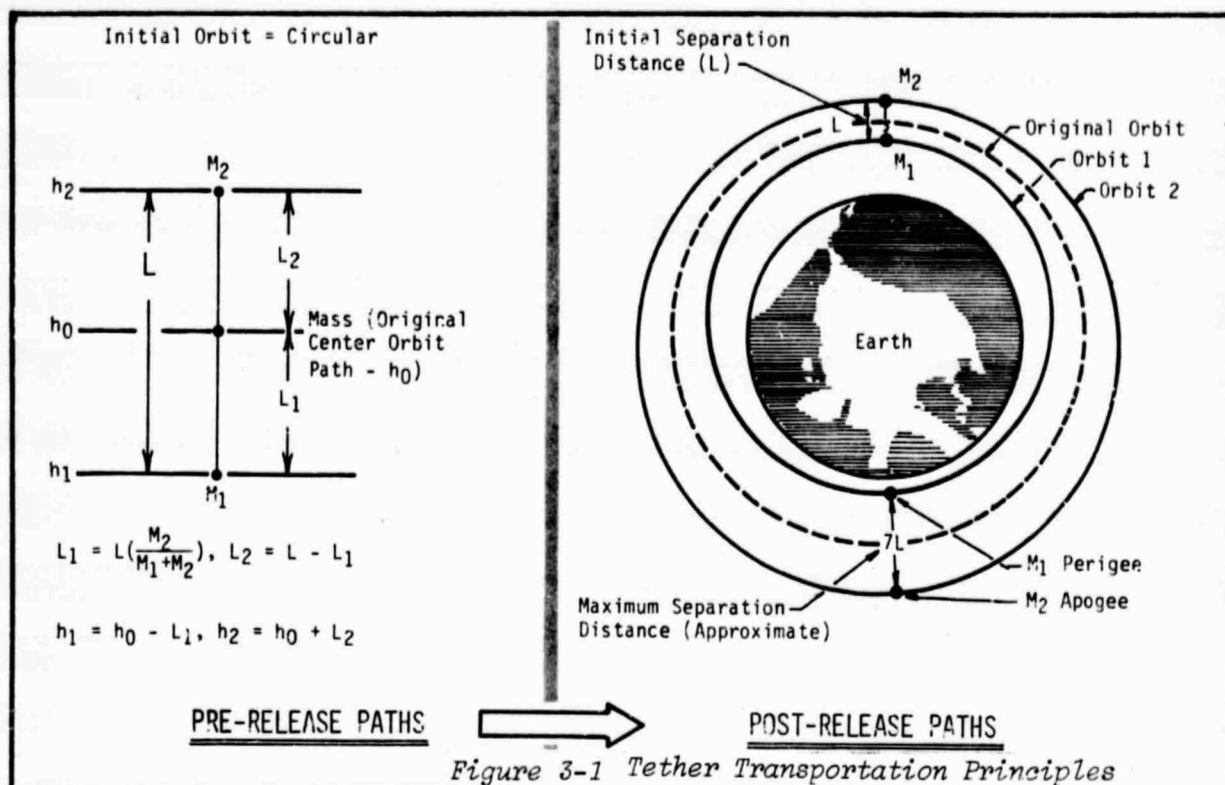 Initial Orbit = Circular
M2
h2
L2
L
h0
Mass (Original
Center Orbit
Path - h0)
L1
h1
M1
L1 = L(M2/M1+M2), L2 = L - L1
h1 = h0 - L1, h2 = h0 + L2
PRE-RELEASE PATHS
Initial Separation
Distance (L)
M2
L
Original Orbit
M1
Orbit 1
Orbit 2
Earth
7L
M1 Perigee
M2 Apogee
Maximum Separation
Distance (Approximate)
POST-RELEASE PATHS
Figure 3-1 Tether Transportation Principles